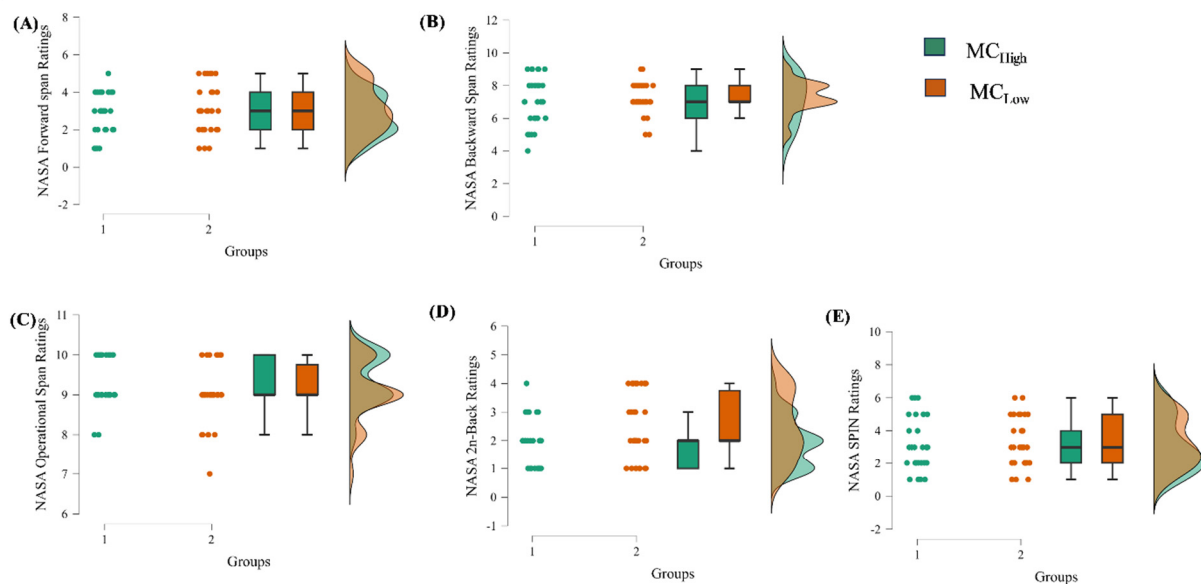 (A)
NASA Forward span Ratings
8
6
4
2
0
-2
1 2
Groups
(B)
NASA Backward Span Ratings
12
10
8
6
4
2
0
1 2
Groups
MCHigh
MCLow
(C)
NASA Operational Span Ratings
11
10
9
8
7
6
1 2
Groups
(D)
NASA 2n-Back Ratings
6
5
4
3
2
1
0
-1
1 2
Groups
(E)
NASA SPIN Ratings
10
8
6
4
2
0
-2
1 2
Groups